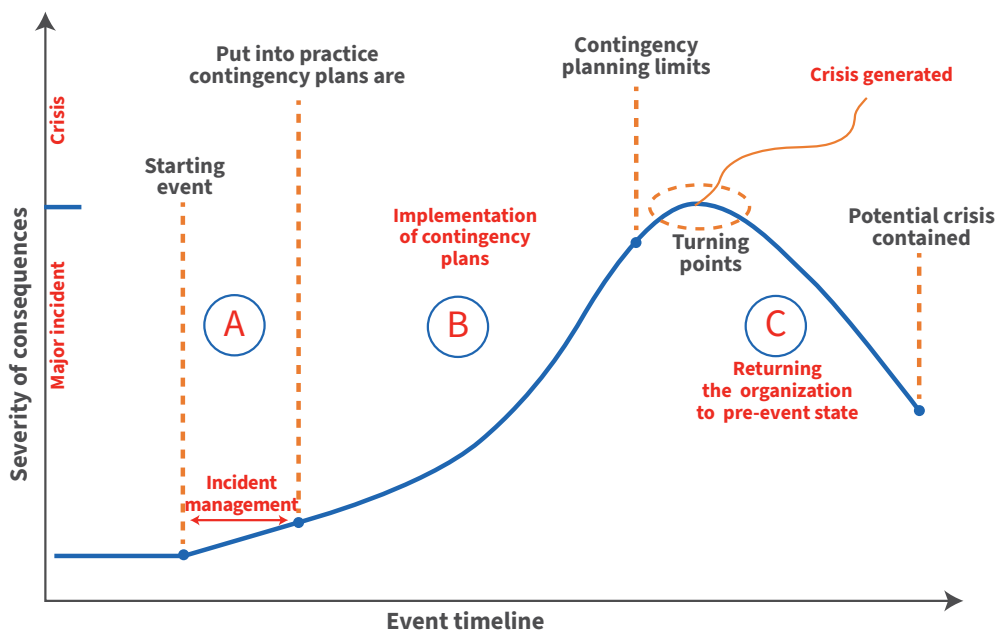 Put into practice
contingency plans are
Contingency
planning limits
Crisis generated
Crisis
Starting
event
Implementation
of contingency
plans
Turning
points
Potential crisis
contained
Major incident
Severity of consequences
A
B
C
Returning
the organization
to pre-event state
Incident
management
Event timeline